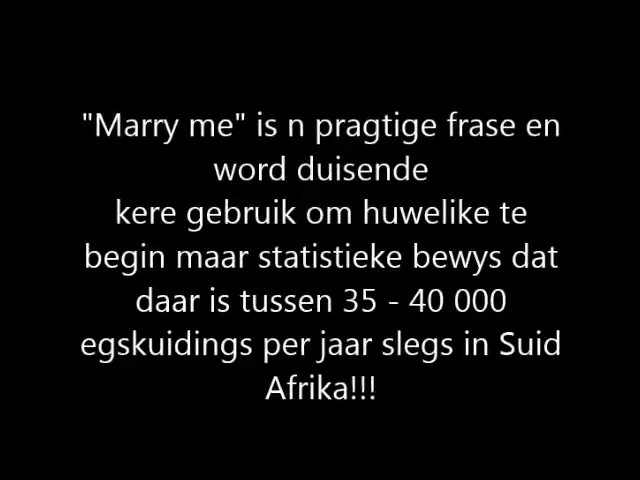 "Marry me" is n pragtige frase en
word duisende
kere gebruik om huwelike te
begin maar statistieke bewys dat
daar is tussen 35 - 40 000
egskuidings per jaar slegs in Suid
Afrika!!!